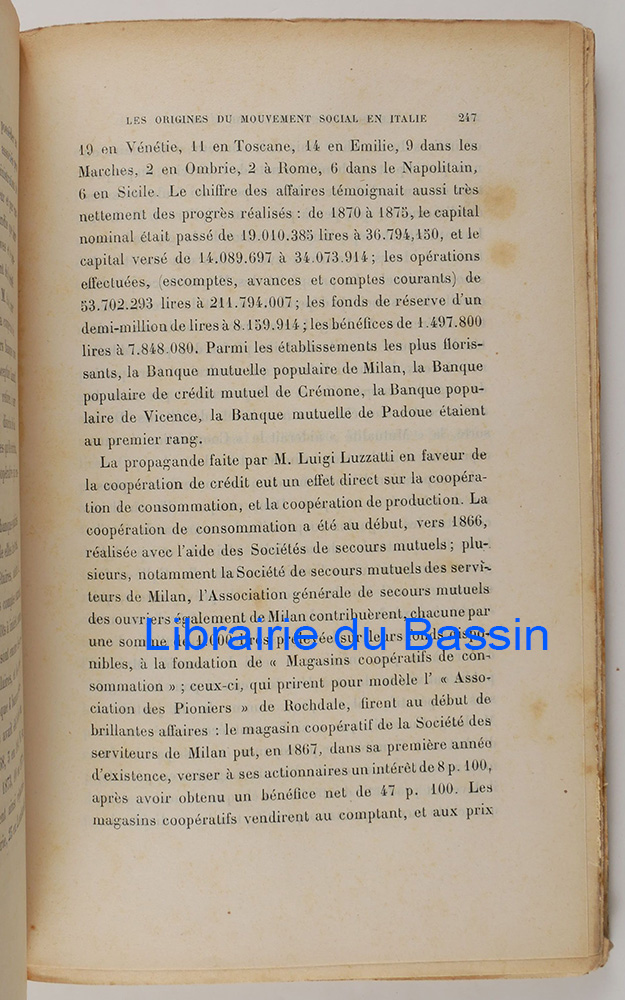 LES ORIGINES DU MOUVEMENT SOCIAL EN ITALIE 247
19 en Vénétie, 11 en Toscane, 14 en Emilie, 9 dans les
Marches, 2 en Ombrie, 2 à Rome, 6 dans le Napolitain,
6 en Sicile. Le chiffre des affaires témoignait aussi très
nettement des progrès réalisés : de 1870 à 1875, le capital
nominal était passé de 19.010.385 lires à 36.794,150, et le
capital versé de 14.089.697 à 34.073.914 ; les opérations
effectuées, (escomptes, avances et comptes courants) de
53.702.293 lires à 211.794.007 ; les fonds de réserve d'un
demi-million de lires à 8.159.914 ; les bénéfices de 1.497.800
lires à 7.848.080. Parmi les établissements les plus floris-
sants, la Banque mutuelle populaire de Milan, la Banque
populaire de crédit mutuel de Crémone, la Banque popu-
laire de Vicence, la Banque mutuelle de Padoue étaient
au premier rang.
La propagande faite par M. Luigi Luzzatti en faveur de
la coopération de crédit eut un effet direct sur la coopéra-
tion de consommation, et la coopération de production. La
coopération de consommation a été au début, vers 1866,
réalisée avec l'aide des Sociétés de secours mutuels ; plu-
sieurs, notamment la Société de secours mutuels des servi-
teurs de Milan, l'Association générale de secours mutuels
des ouvriers également de Milan contribuèrent, chacune par
une somme de 1.000 lires prélevée sur leurs fonds dispo-
Librairie du Bassin
nibles, à la fondation de « Magasins coopératifs de con-
sommation » ; ceux-ci, qui prirent pour modèle l' « Asso-
ciation des Pioniers » de Rochdale, firent au début de
brillantes affaires : le magasin coopératif de la Société des
serviteurs de Milan put, en 1867, dans sa première année
d'existence, verser à ses actionnaires un intérêt de 8 p. 100,
après avoir obtenu un bénéfice net de 47 p. 100. Les
magasins coopératifs vendirent au comptant, et aux prix